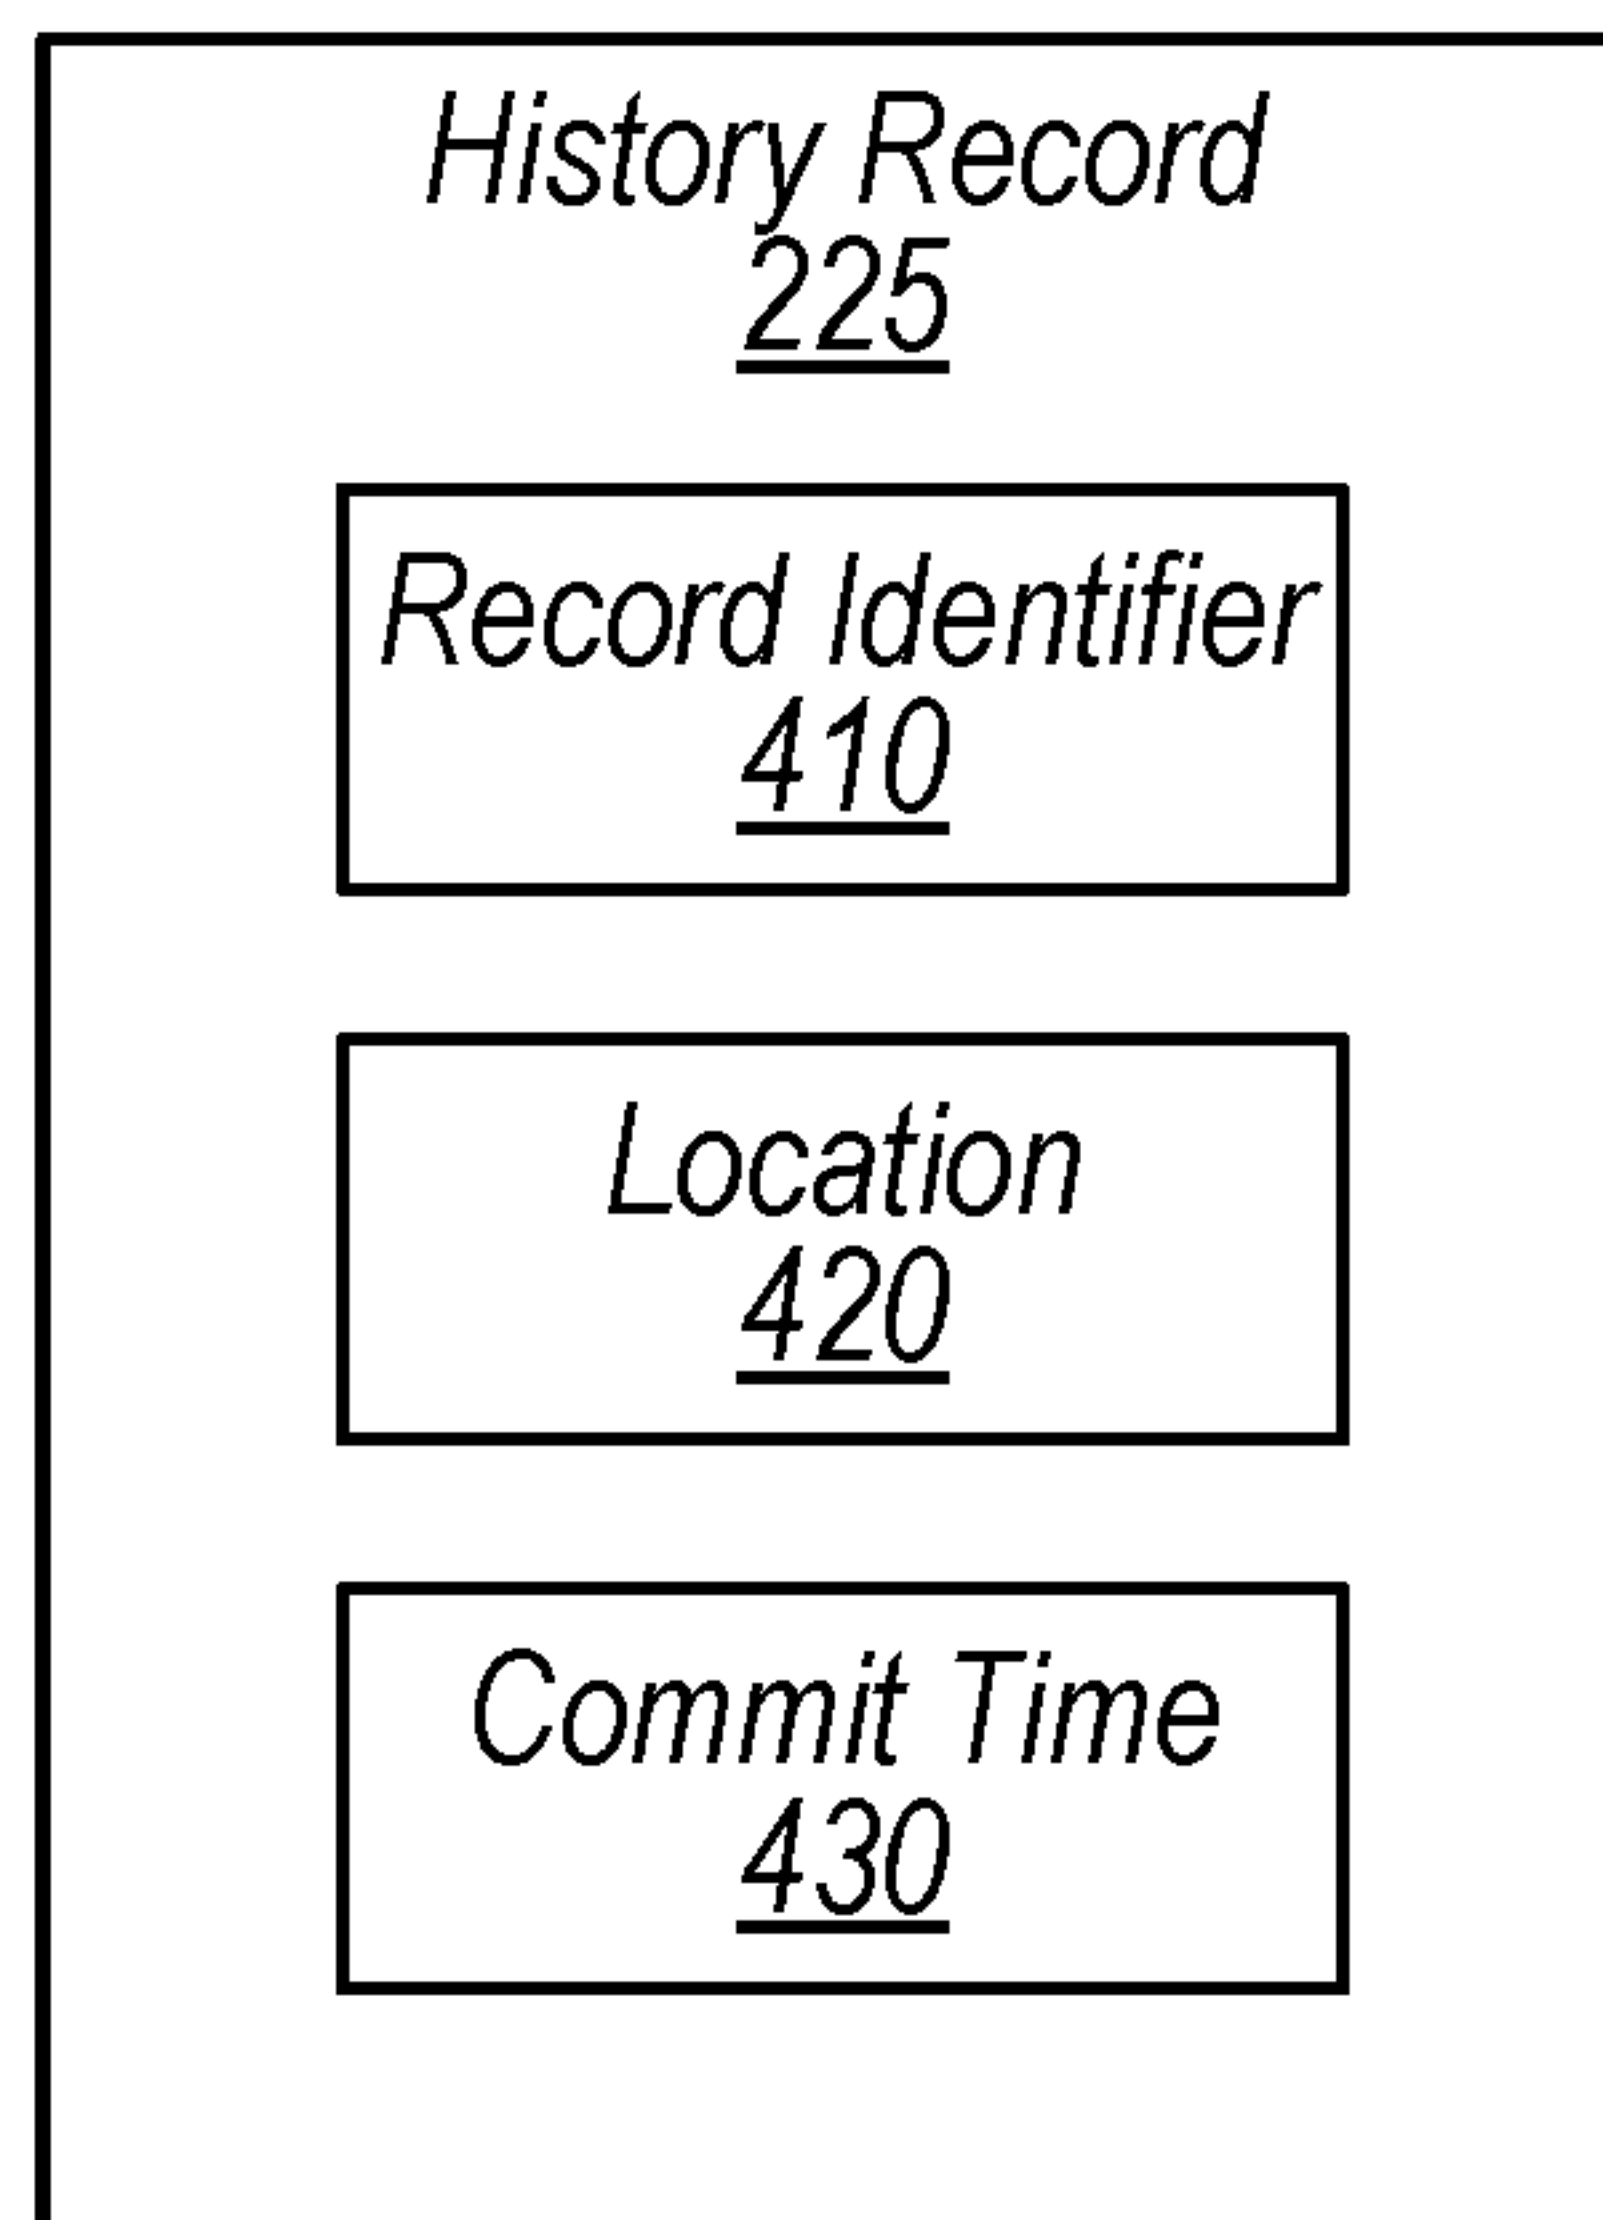 History Record
225
Record Identifier
410
Location
420
Commit Time
430